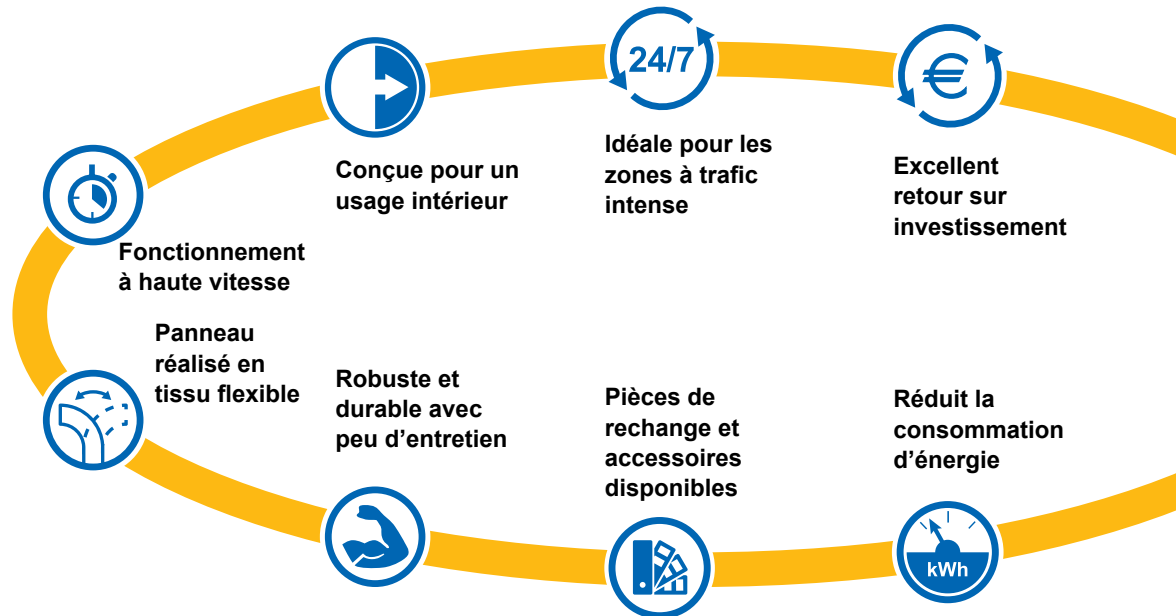 24/7
€
Conçue pour un
usage intérieur
Idéale pour les
zones à trafic
intense
Excellent
retour sur
investissement
Fonctionnement
à haute vitesse
Panneau
réalisé en
tissu flexible
Robuste et
durable avec
peu d’entretien
Pièces de
rechange et
accessoires
disponibles
Réduit la
consommation
d’énergie
kWh